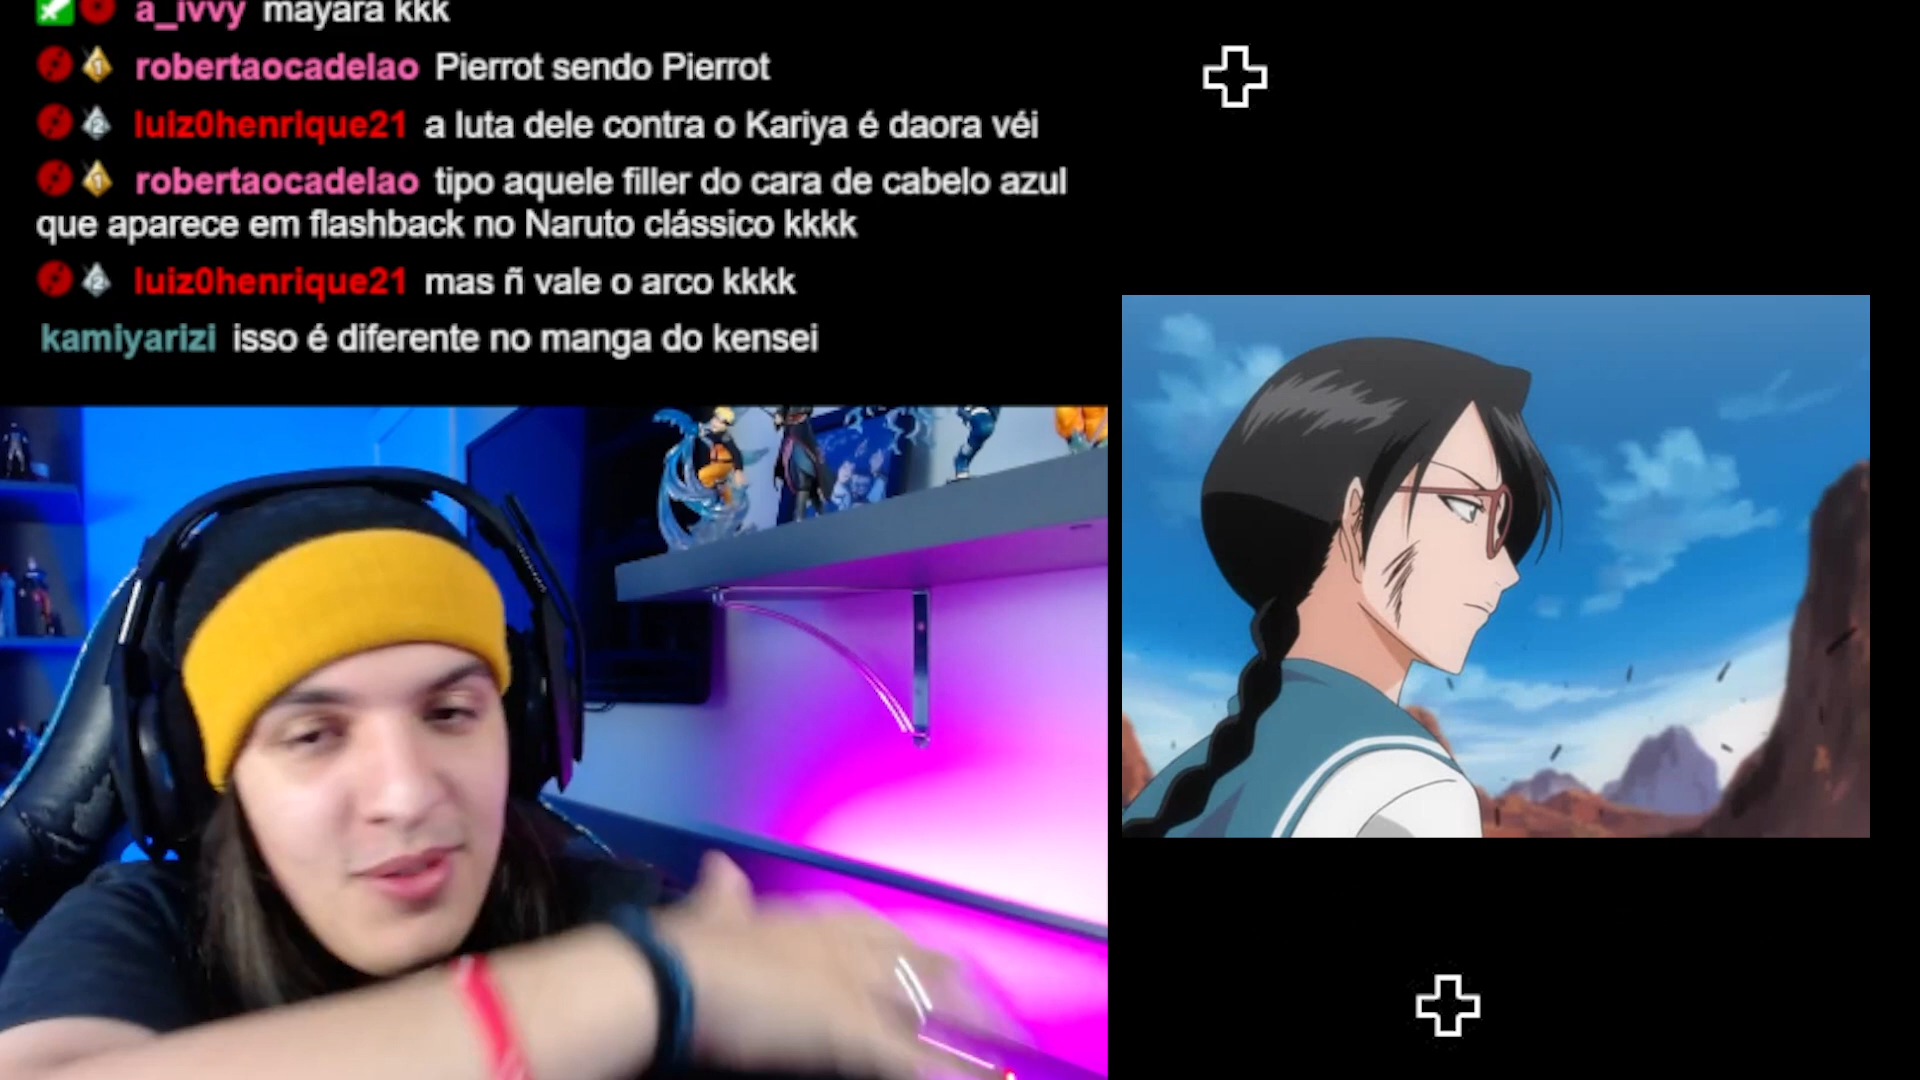 a_ivvy mayara kkk
robertaocadelao Pierrot sendo Pierrot
luiz0henrique21 a luta dele contra o Kariya é daora véi
robertaocadelao tipo aquele filler do cara de cabelo azul
que aparece em flashback no Naruto clássico kkkk
luiz0henrique21 mas ñ vale o arco kkkk
kamiyarizi isso é diferente no manga do kensei